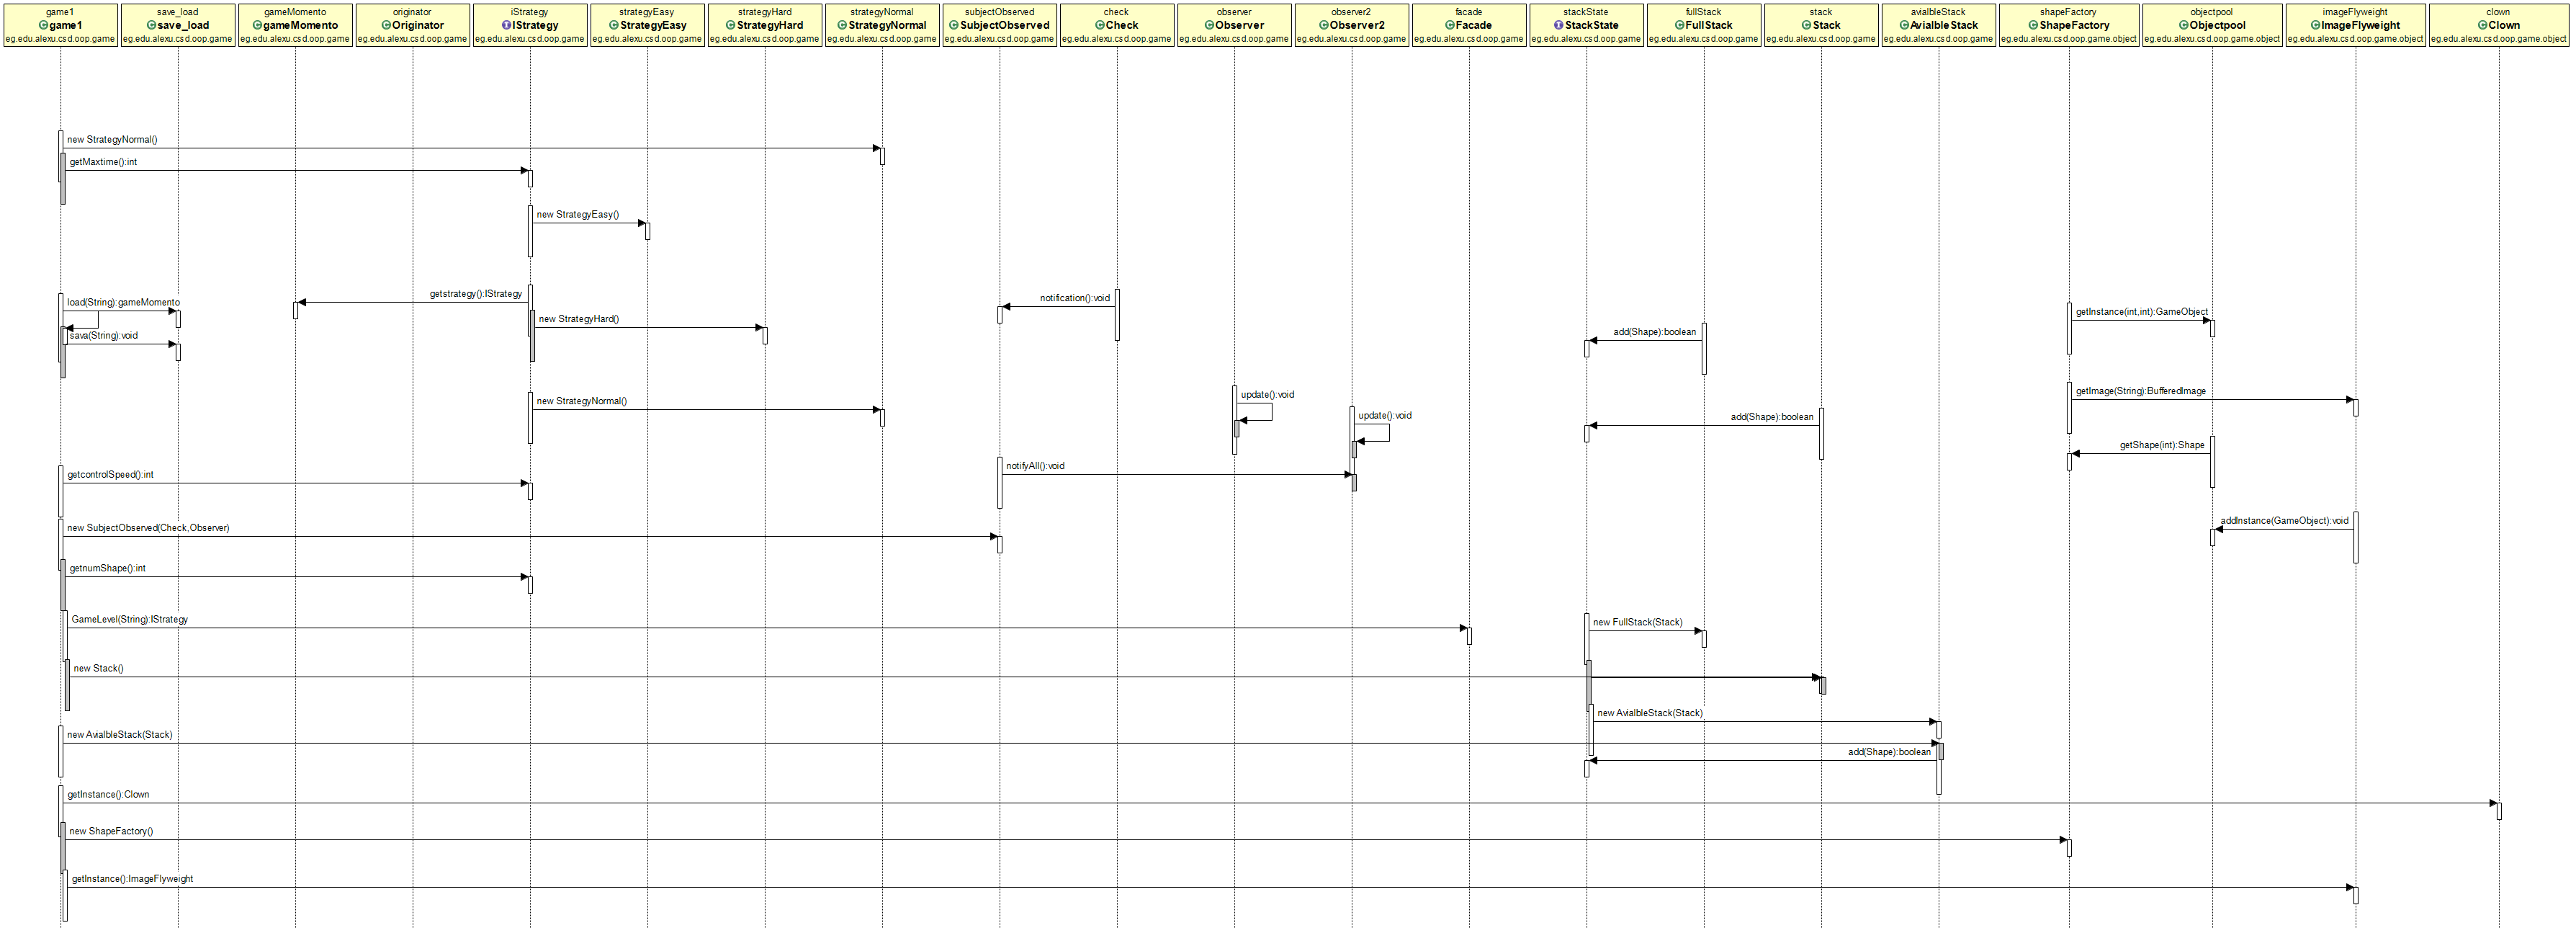 game1
game1
eg.edu.alexu.csd.oop.game
save_load
save_load
eg.edu.alexu.csd.oop.game
gameMomento
gameMomento
eg.edu.alexu.csd.oop.game
originator
Originator
eg.edu.alexu.csd.oop.game
iStrategy
IStrategy
eg.edu.alexu.csd.oop.game
strategyEasy
StrategyEasy
eg.edu.alexu.csd.oop.game
strategyHard
StrategyHard
eg.edu.alexu.csd.oop.game
strategyNormal
StrategyNormal
eg.edu.alexu.csd.oop.game
subjectObserved
SubjectObserved
eg.edu.alexu.csd.oop.game
check
Check
eg.edu.alexu.csd.oop.game
observer
Observer
eg.edu.alexu.csd.oop.game
observer2
Observer2
eg.edu.alexu.csd.oop.game
facade
Facade
eg.edu.alexu.csd.oop.game
stackState
StackState
eg.edu.alexu.csd.oop.game
fullStack
FullStack
eg.edu.alexu.csd.oop.game
stack
Stack
eg.edu.alexu.csd.oop.game
avialbleStack
AvialbleStack
eg.edu.alexu.csd.oop.game
shapeFactory
ShapeFactory
eg.edu.alexu.csd.oop.game.object
objectpool
Objectpool
eg.edu.alexu.csd.oop.game.object
imageFlyweight
ImageFlyweight
eg.edu.alexu.csd.oop.game.object
clown
Clown
eg.edu.alexu.csd.oop.game.object
new StrategyNormal()
getMaxtime():int
new StrategyEasy()
getstrategy():IStrategy
notification():void
load(String):gameMomento
getInstance(int,int):GameObject
new StrategyHard()
add(Shape):boolean
sava(String):void
getImage(String):BufferedImage
update():void
new StrategyNormal()
update():void
add(Shape):boolean
getShape(int):Shape
notifyAll():void
getcontrolSpeed():int
addInstance(GameObject):void
new SubjectObserved(Check,Observer)
getnumShape():int
GameLevel(String):IStrategy
new FullStack(Stack)
new Stack()
new AvialbleStack(Stack)
new AvialbleStack(Stack)
add(Shape):boolean
getInstance():Clown
new ShapeFactory()
getInstance():ImageFlyweight